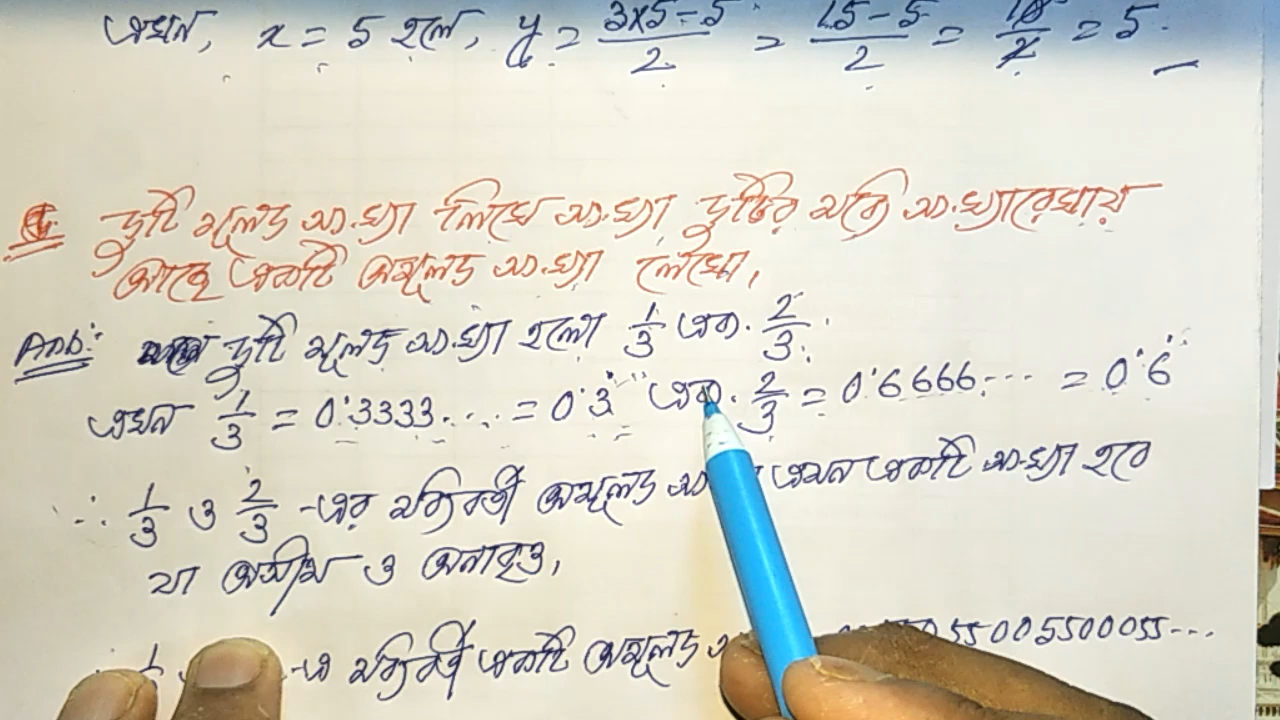 এখন, x = 5 হলে, y = (3×5-5)/2 = (15-5)/2 = 10/2 = 5.
Q. দুটি মূলদ সংখ্যা লিখে সংখ্যা দুটির মধ্যে সংখ্যারেখায়
আছে একটি অমূলদ সংখ্যা লেখো,
Ans: দুটি মূলদ সংখ্যা হলো 1/3 এবং 2/3.
এখন 1/3 = 0.3333.... = 0.3̇ এবং 2/3 = 0.6666... = 0.6̇
∴ 1/3 ও 2/3 -এর মধ্যবর্তী অমূলদ এমন একটি সংখ্যা হবে
যা অসীম ও অনাবৃত্ত,
মধ্যবর্তী একটি অমূলদ 55005500055...